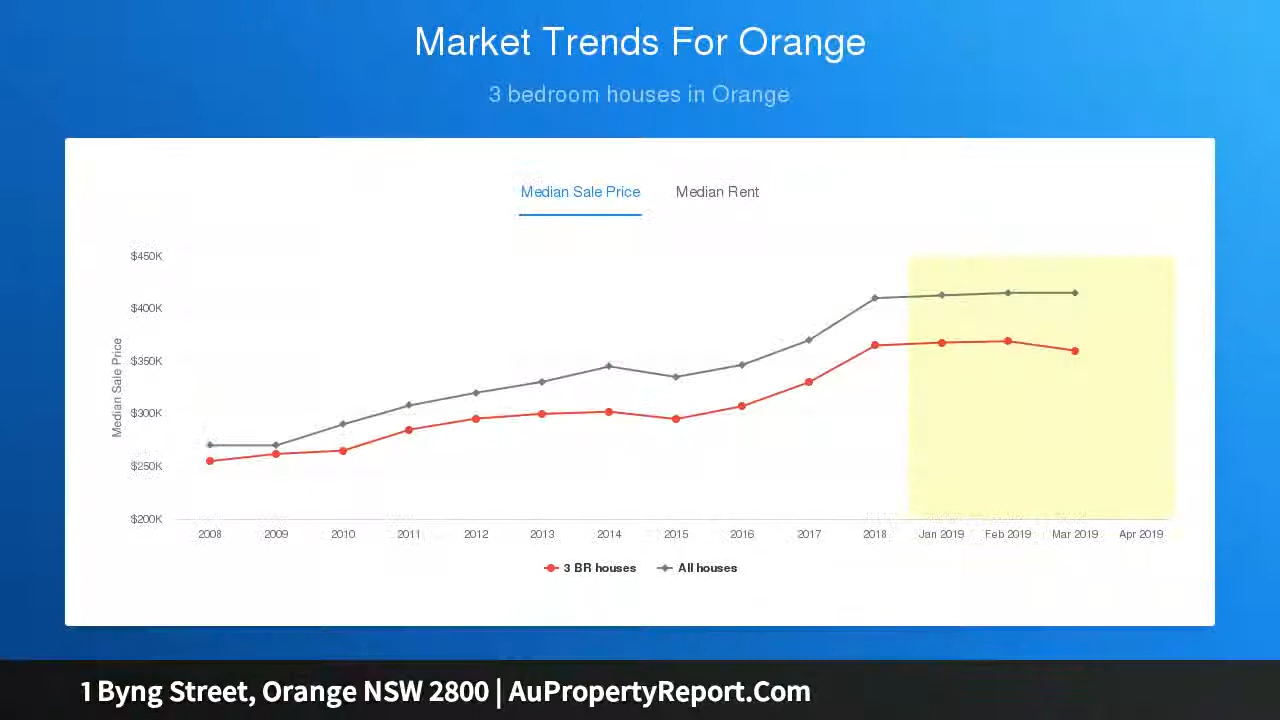 Market Trends For Orange
3 bedroom houses in Orange
Median Sale Price Median Rent
$450K
$400K
$350K
$300K
$250K
$200K
Median Sale Price
2008 2009 2010 2011 2012 2013 2014 2015 2016 2017 2018 Jan 2019 Feb 2019 Mar 2019 Apr 2019
3 BR houses All houses
1 Byng Street, Orange NSW 2800 | AuPropertyReport.Com